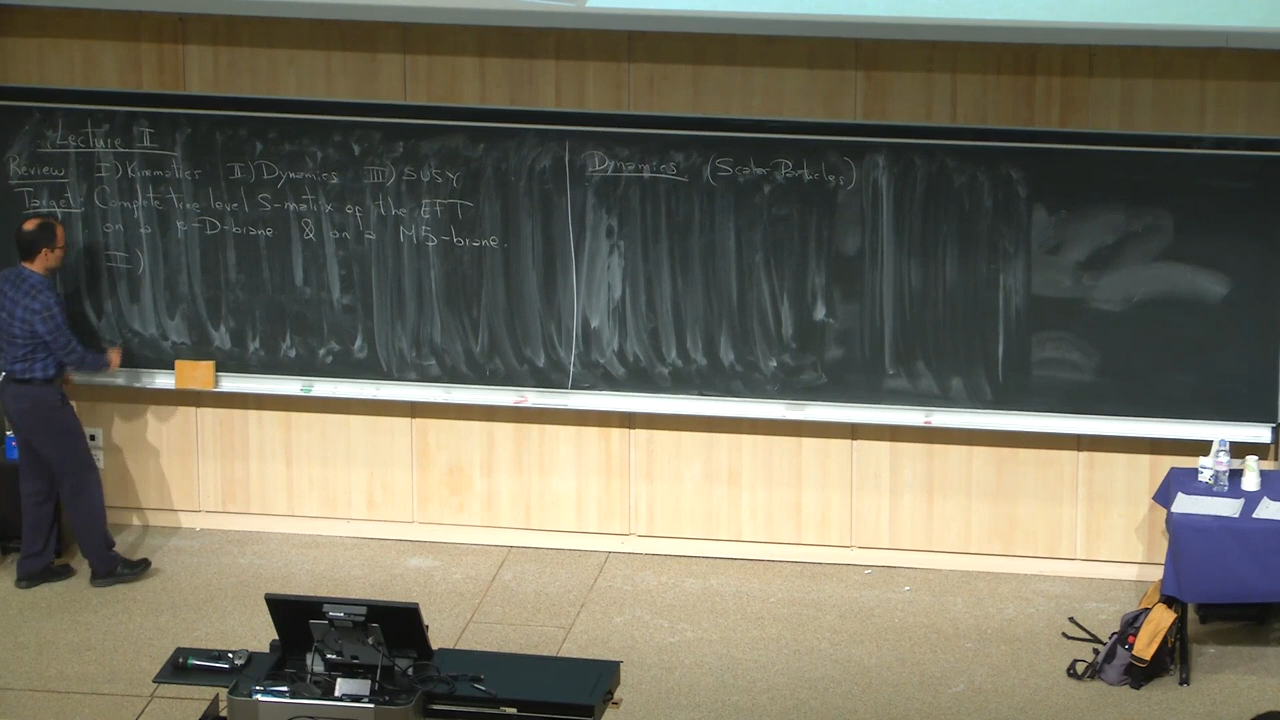 Lecture II
Review I) Kinematics II) Dynamics III) SUSY
Target: Complete tree level S-matrix of the EFT
on a D-brane & on a M5-brane.
II)
Dynamics (Scalar Particles)